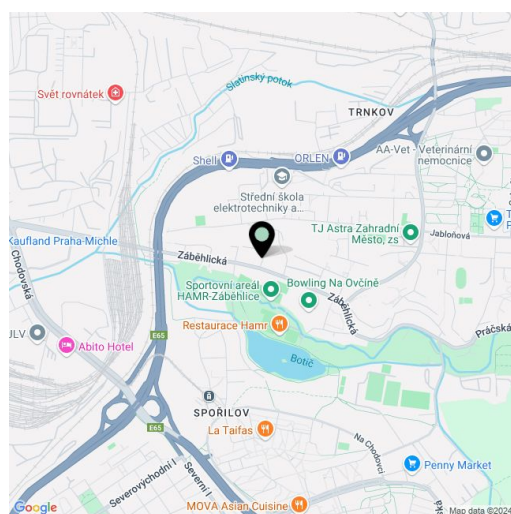 Slatinský potok
Svět rovnátek
TRNKOV
Shell
ORLEN
AA-Vet - Veterinární
nemocnice
Střední škola
elektrotechniky a...
TJ Astra Zahradní
Město, zs
Jabloňová
Kaufland Praha-Michle
Záběhlická
Chodovská
Sportovní areál
HAMR-Záběhlice
Bowling Na Ovčíně
Záběhlická
Restaurace Hamr
Práčská
E65
Abito Hotel
Botič
SPOŘILOV
La Taifas
E65
E65
Na Chodovci
Penny Market
Severovýchodní I
Severní I
MOVA Asian Cuisine
Google
Map data ©2024